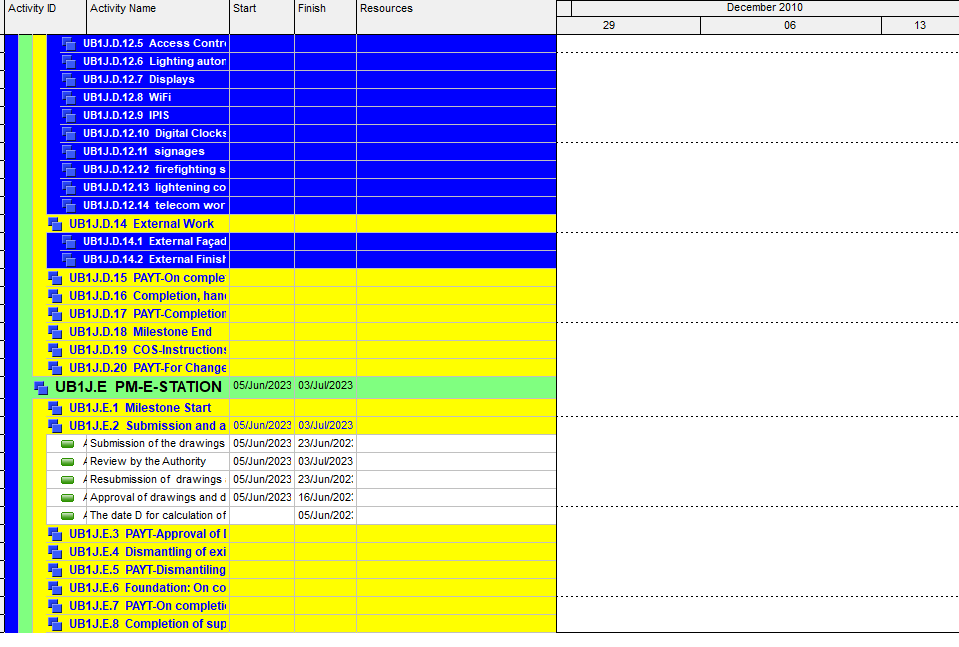 Activity ID Activity Name Start Finish Resources December 2010
29 06 13
UB1J.D.12.5 Access Contr
UB1J.D.12.6 Lighting auton
UB1J.D.12.7 Displays
UB1J.D.12.8 WiFi
UB1J.D.12.9 IPIS
UB1J.D.12.10 Digital Clocks
UB1J.D.12.11 signages
UB1J.D.12.12 firefighting s
UB1J.D.12.13 lightening co
UB1J.D.12.14 telecom wor
UB1J.D.14 External Work
UB1J.D.14.1 External Façad
UB1J.D.14.2 External Finish
UB1J.D.15 PAYT-On comple
UB1J.D.16 Completion, han
UB1J.D.17 PAYT-Completion
UB1J.D.18 Milestone End
UB1J.D.19 COS-Instructions
UB1J.D.20 PAYT-For Change
UB1J.E PM-E-STATION 05/Jun/2023 03/Jul/2023
UB1J.E.1 Milestone Start
UB1J.E.2 Submission and a 05/Jun/2023 03/Jul/2023
A Submission of the drawings 05/Jun/2023 23/Jun/202
A Review by the Authority 05/Jun/2023 03/Jul/2023
A Resubmission of drawings 05/Jun/2023 23/Jun/202
A Approval of drawings and d 05/Jun/2023 16/Jun/202
A The date D for calculation of 05/Jun/202
UB1J.E.3 PAYT-Approval of D
UB1J.E.4 Dismantling of exi
UB1J.E.5 PAYT-Dismantiling
UB1J.E.6 Foundation: On co
UB1J.E.7 PAYT-On completi
UB1J.E.8 Completion of sup